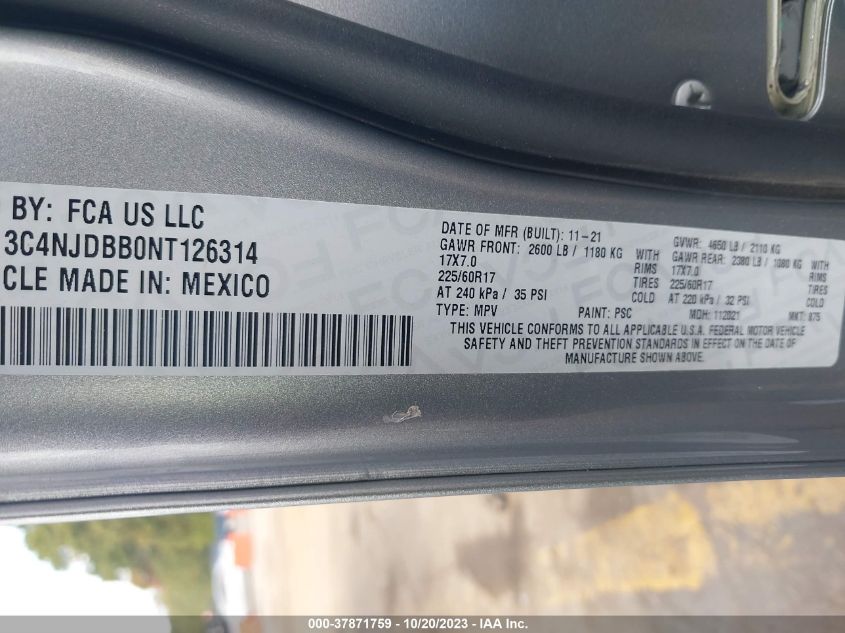 BY: FCA US LLC
3C4NJDBB0NT126314
CLE MADE IN: MEXICO
DATE OF MFR (BUILT): 11-21 GVWR: 4650 LB / 2110 KG
GAWR FRONT: 2600 LB / 1180 KG WITH GAWR REAR: 2380 LB / 1080 KG WITH
17X7.0 RIMS 17X7.0 RIMS
225/60R17 TIRES 225/60R17 TIRES
AT 240 kPa / 35 PSI COLD AT 220 kPa / 32 PSI COLD
TYPE: MPV PAINT: PSC MDH: 112021 MKT: 875
THIS VEHICLE CONFORMS TO ALL APPLICABLE U.S.A. FEDERAL MOTOR VEHICLE
SAFETY AND THEFT PREVENTION STANDARDS IN EFFECT ON THE DATE OF
MANUFACTURE SHOWN ABOVE.
000-37871759 - 10/20/2023 - IAA Inc.